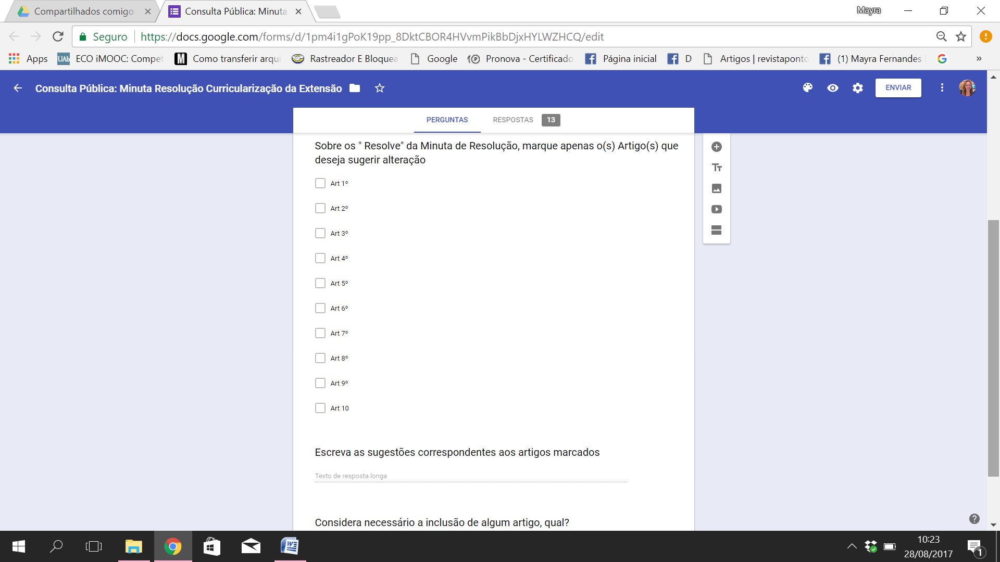 Compartilhados comigo
Consulta Pública: Minuta
Mayra
Seguro
https://docs.google.com/forms/d/1pm4i1gPoK19pp_8DktCBOR4HVvmPikBbDjxHYLWZHCQ/edit
Apps
UAb
ECO iMOOC: Compet
M
Como transferir arqui
Rastreador E Bloquea
Google
Pronova - Certificado
Página inicial
D
Artigos | revistaponto
(1) Mayra Fernandes
»
Consulta Pública: Minuta Resolução Curricularização da Extensão
ENVIAR
PERGUNTAS
RESPOSTAS 13
Sobre os " Resolve" da Minuta de Resolução, marque apenas o(s) Artigo(s) que
deseja sugerir alteração
Art 1º
Art 2º
Art 3º
Art 4º
Art 5º
Art 6º
Art 7º
Art 8º
Art 9º
Art 10
Escreva as sugestões correspondentes aos artigos marcados
Texto de resposta longa
Considera necessário a inclusão de algum artigo, qual?
10:23
28/08/2017
1